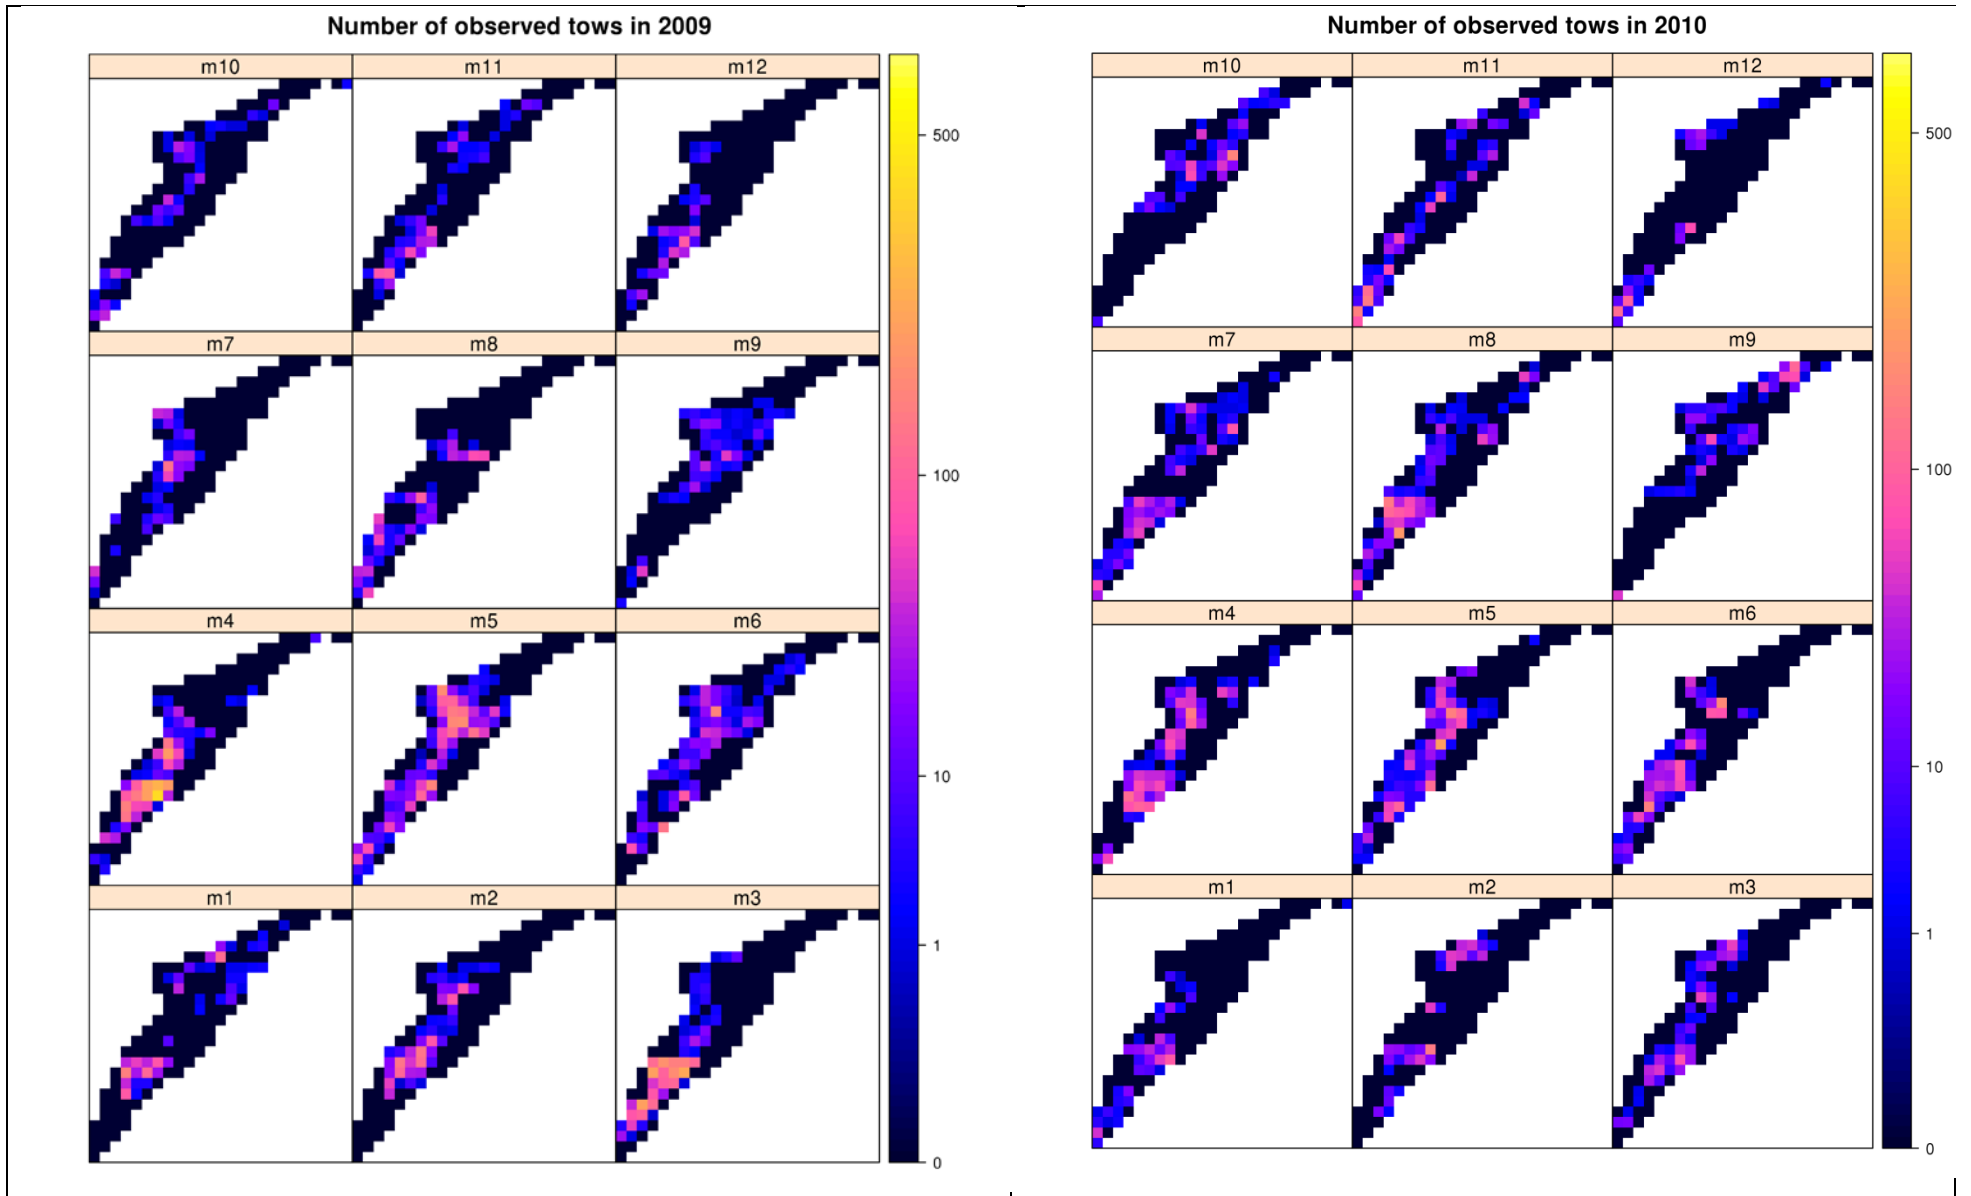 Number of observed tows in 2009
m10 m11 m12
m7 m8 m9
m4 m5 m6
m1 m2 m3
500
100
10
1
0
Number of observed tows in 2010
m10 m11 m12
m7 m8 m9
m4 m5 m6
m1 m2 m3
500
100
10
1
0